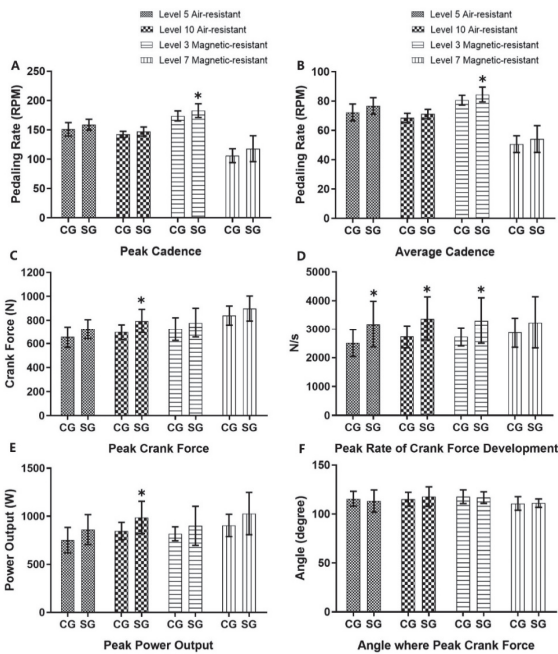 Level 5 Air-resistant
Level 10 Air-resistant
Level 3 Magnetic-resistant
Level 7 Magnetic-resistant
A
Pedaling Rate (RPM)
250
200
150
100
50
0
*
CG SG CG SG CG SG CG SG
Peak Cadence
Level 5 Air-resistant
Level 10 Air-resistant
Level 3 Magnetic-resistant
Level 7 Magnetic-resistant
B
Pedaling Rate (RPM)
100
80
60
40
20
0
*
CG SG CG SG CG SG CG SG
Average Cadence
C
Crank Force (N)
1200
1000
800
600
400
200
0
*
CG SG CG SG CG SG CG SG
Peak Crank Force
D
N/s
5000
4000
3000
2000
1000
0
* * *
CG SG CG SG CG SG CG SG
Peak Rate of Crank Force Development
E
Power Output (W)
1500
1000
500
0
*
CG SG CG SG CG SG CG SG
Peak Power Output
F
Angle (degree)
150
100
50
0
CG SG CG SG CG SG CG SG
Angle where Peak Crank Force